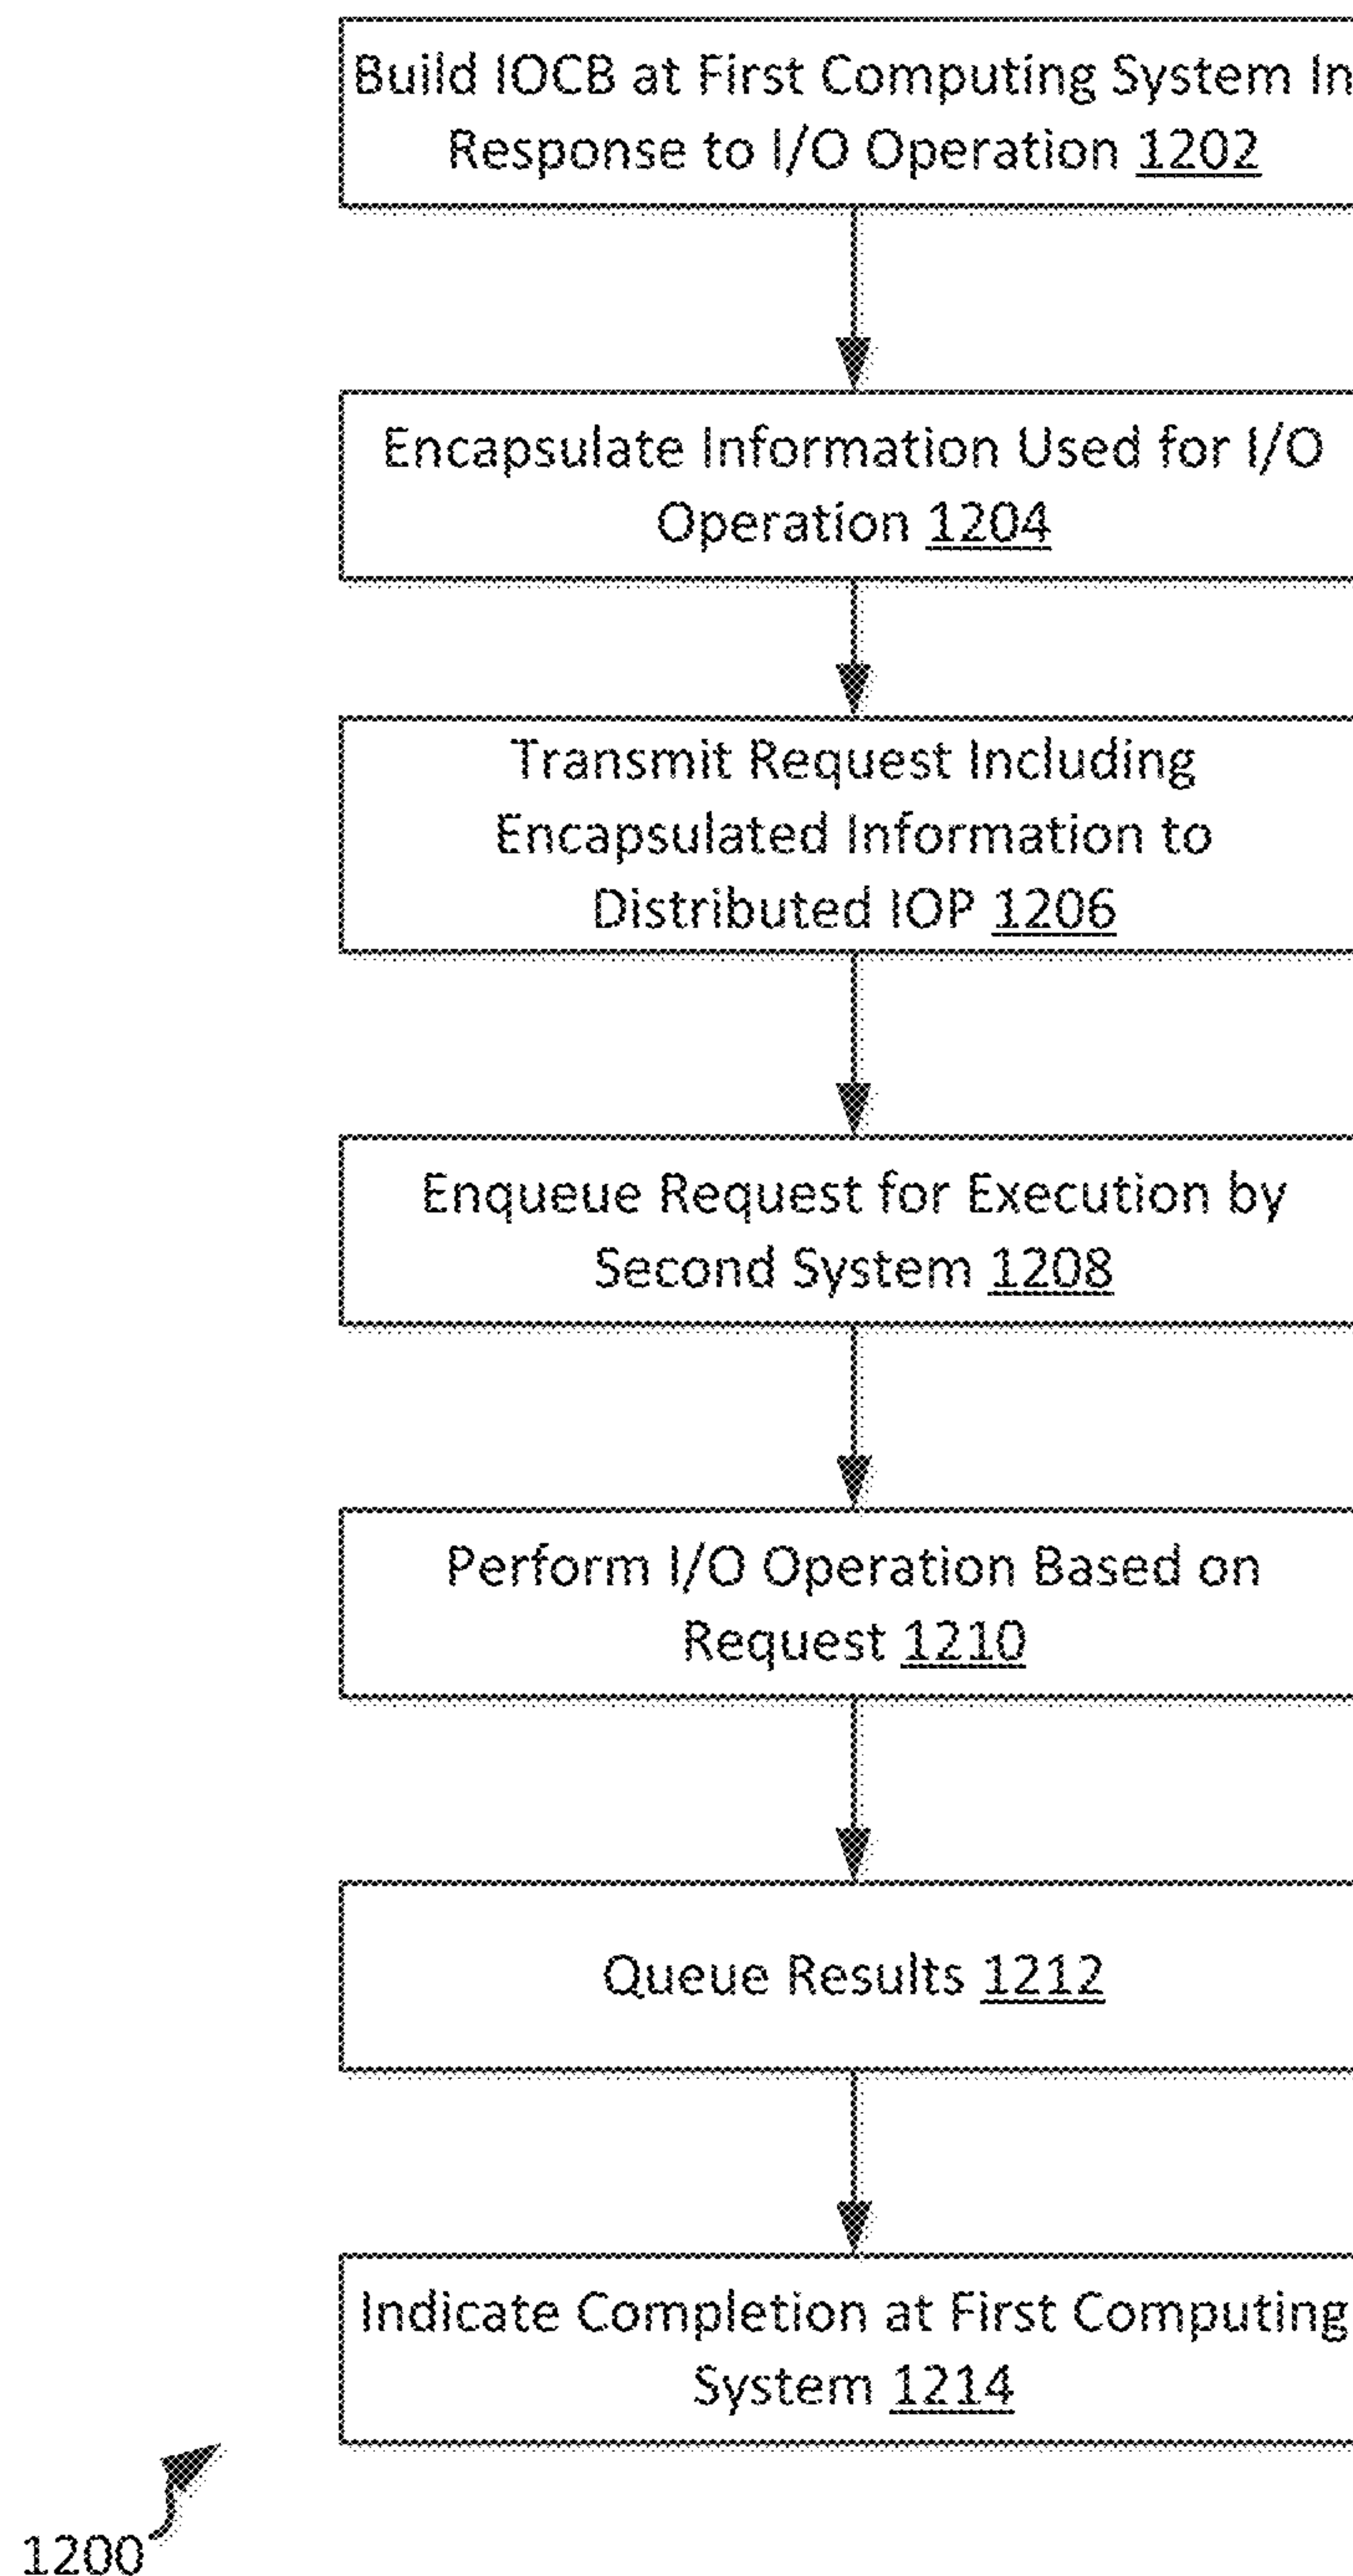 Build IOCB at First Computing System In
Response to I/O Operation 1202
Encapsulate Information Used for I/O
Operation 1204
Transmit Request Including
Encapsulated Information to
Distributed IOP 1206
Enqueue Request for Execution by
Second System 1208
Perform I/O Operation Based on
Request 1210
Queue Results 1212
Indicate Completion at First Computing
System 1214
1200